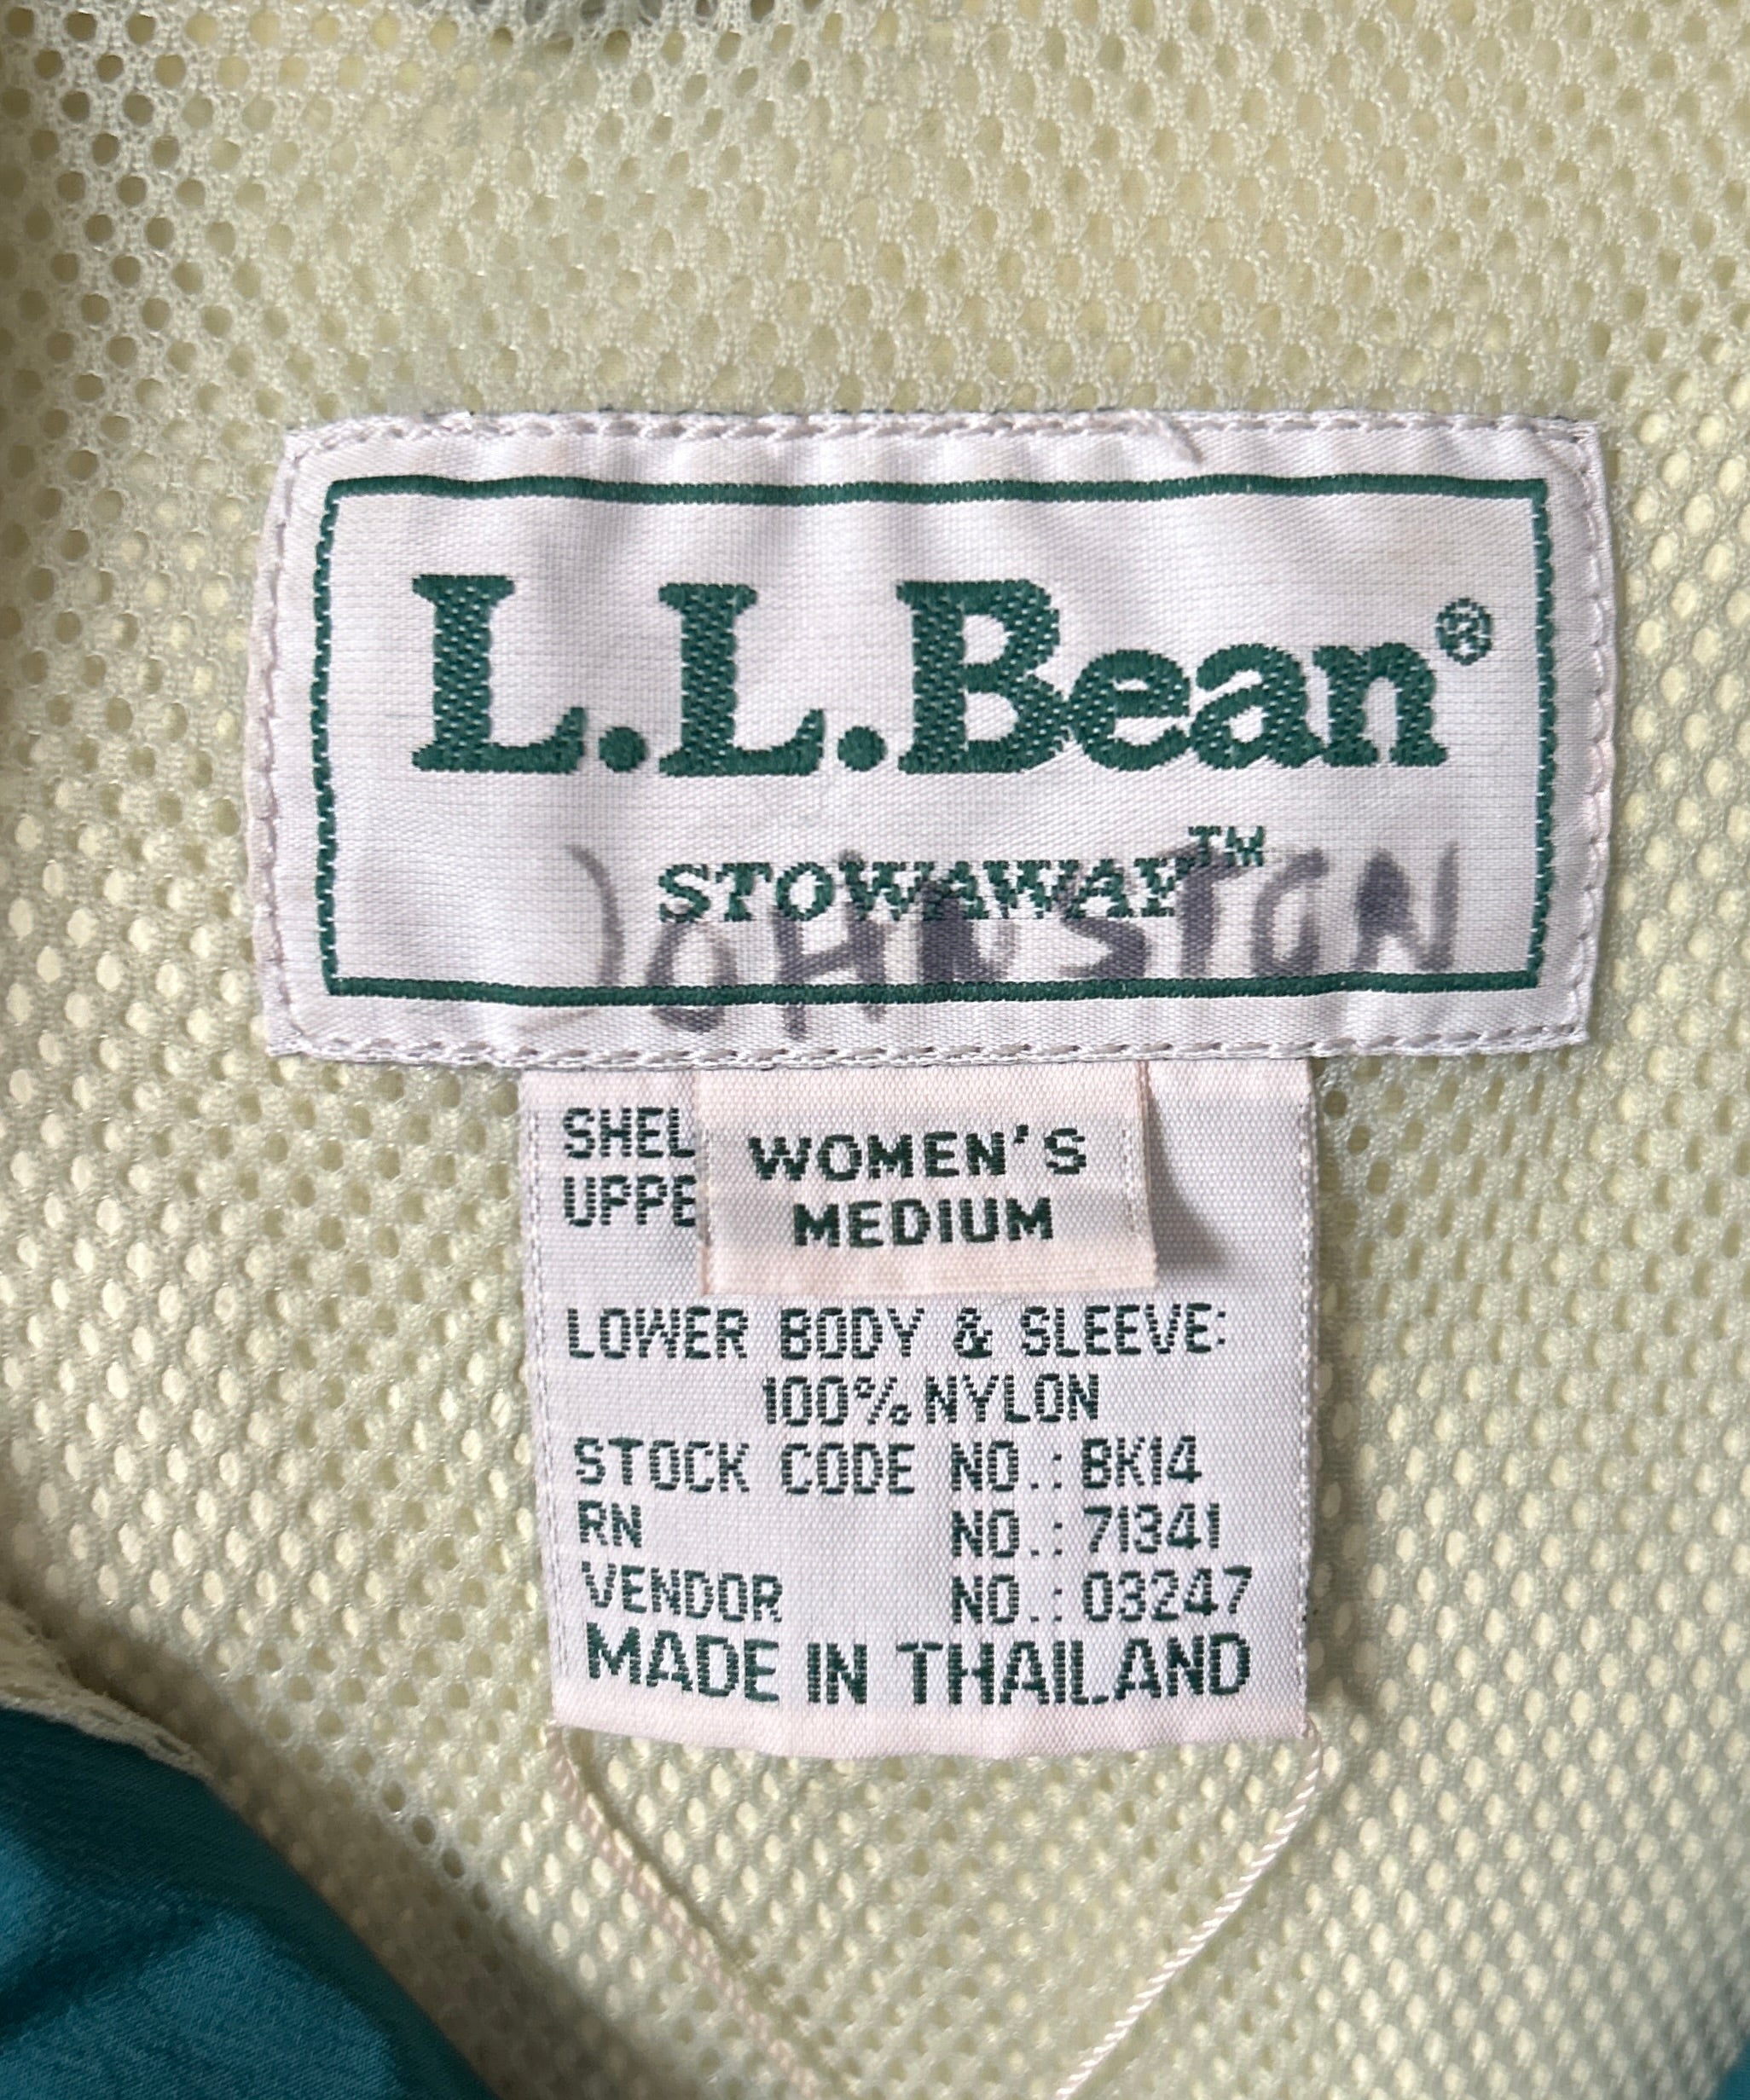 L.L.Bean®
STOWAWAY™
JOHNSTON
WOMEN'S
MEDIUM
SHEL
UPPE
LOWER BODY & SLEEVE:
100% NYLON
STOCK CODE NO.: BK14
RN NO.: 71341
VENDOR NO.: 03247
MADE IN THAILAND